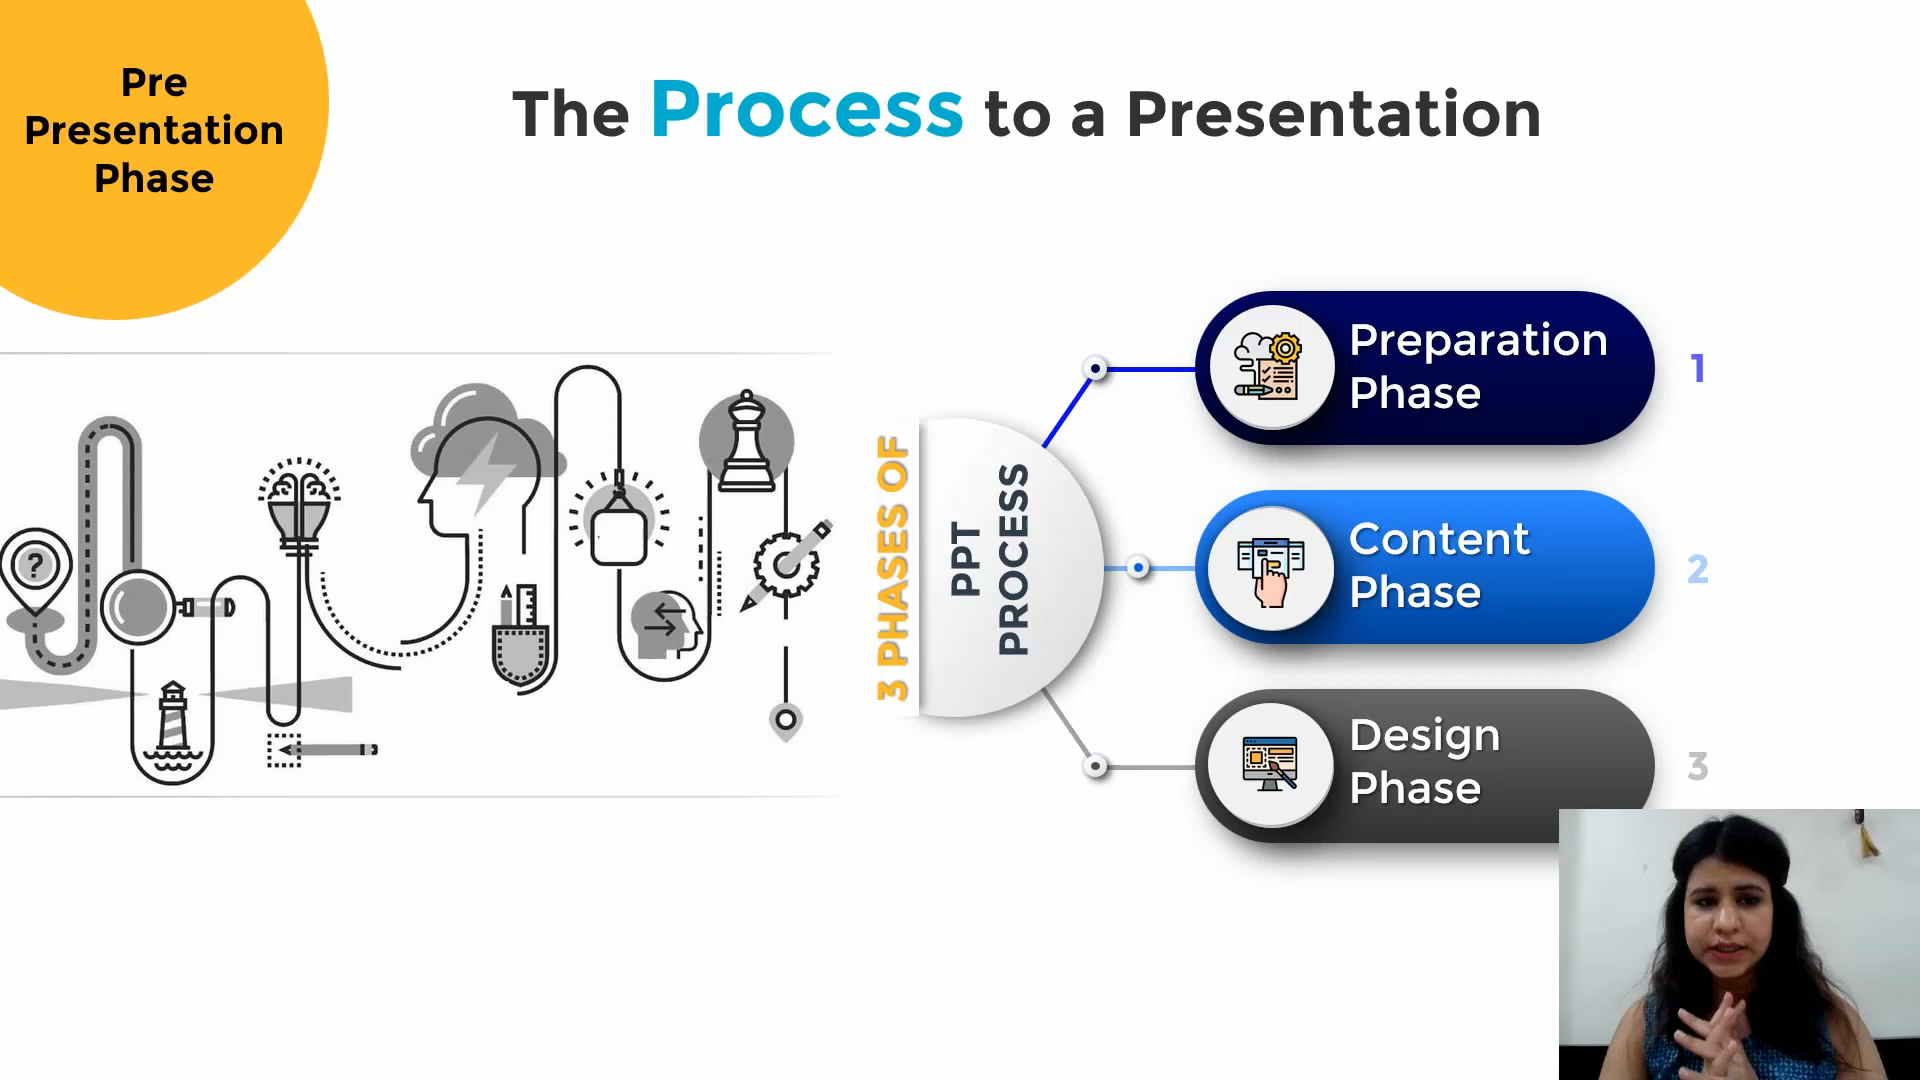 Pre
Presentation
Phase
The Process to a Presentation
?
3 PHASES OF
PPT
PROCESS
Preparation
Phase
1
Content
Phase
2
Design
Phase
3